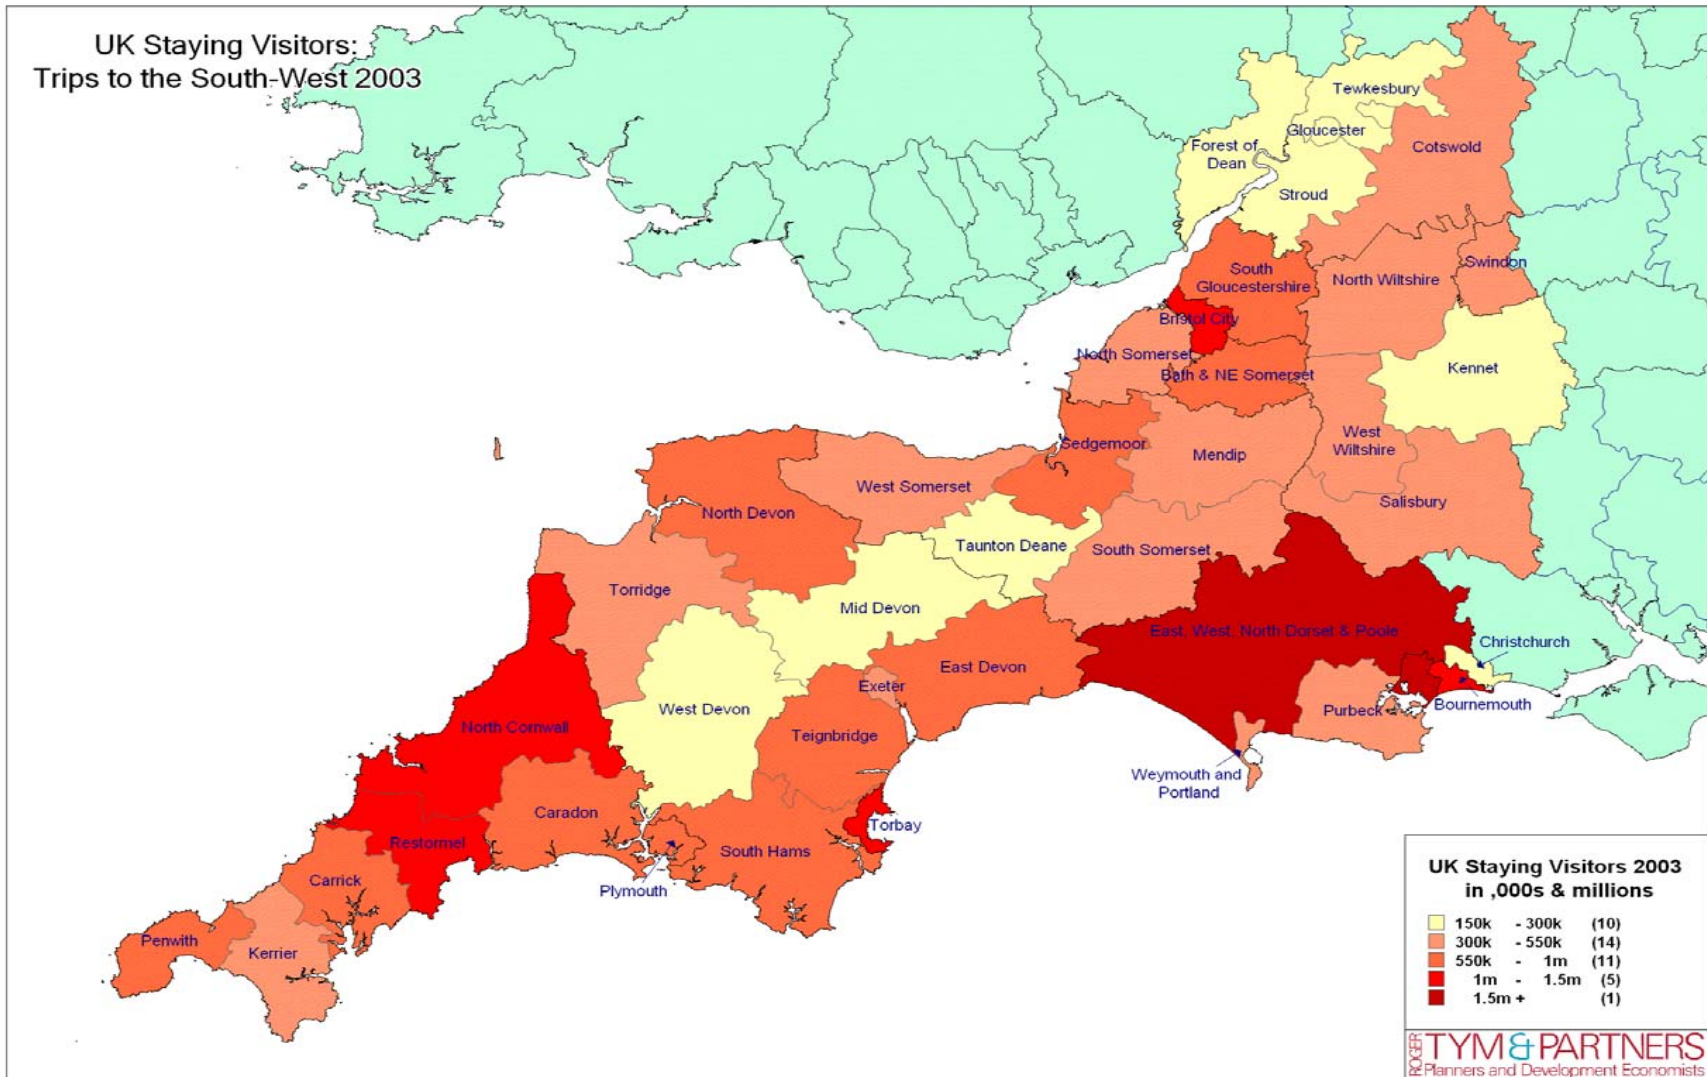 UK Staying Visitors:
Trips to the South-West 2003
Tewkesbury
Gloucester
Forest of
Dean
Cotswold
Stroud
South
Gloucestershire
North Wiltshire
Swindon
Bristol City
North Somerset
Bath & NE Somerset
Kennet
Sedgemoor
Mendip
West
Wiltshire
West Somerset
Salisbury
North Devon
Taunton Deane
South Somerset
Torridge
Mid Devon
East, West, North Dorset & Poole
Christchurch
East Devon
Exeter
West Devon
Teignbridge
Purbeck
Bournemouth
North Cornwall
Weymouth and
Portland
Caradon
Torbay
Restormel
South Hams
Plymouth
Carrick
Penwith
Kerrier
UK Staying Visitors 2003
in ,000s & millions
150k - 300k (10)
300k - 550k (14)
550k - 1m (11)
1m - 1.5m (5)
1.5m + (1)
ROGER
TYM & PARTNERS
Planners and Development Economists